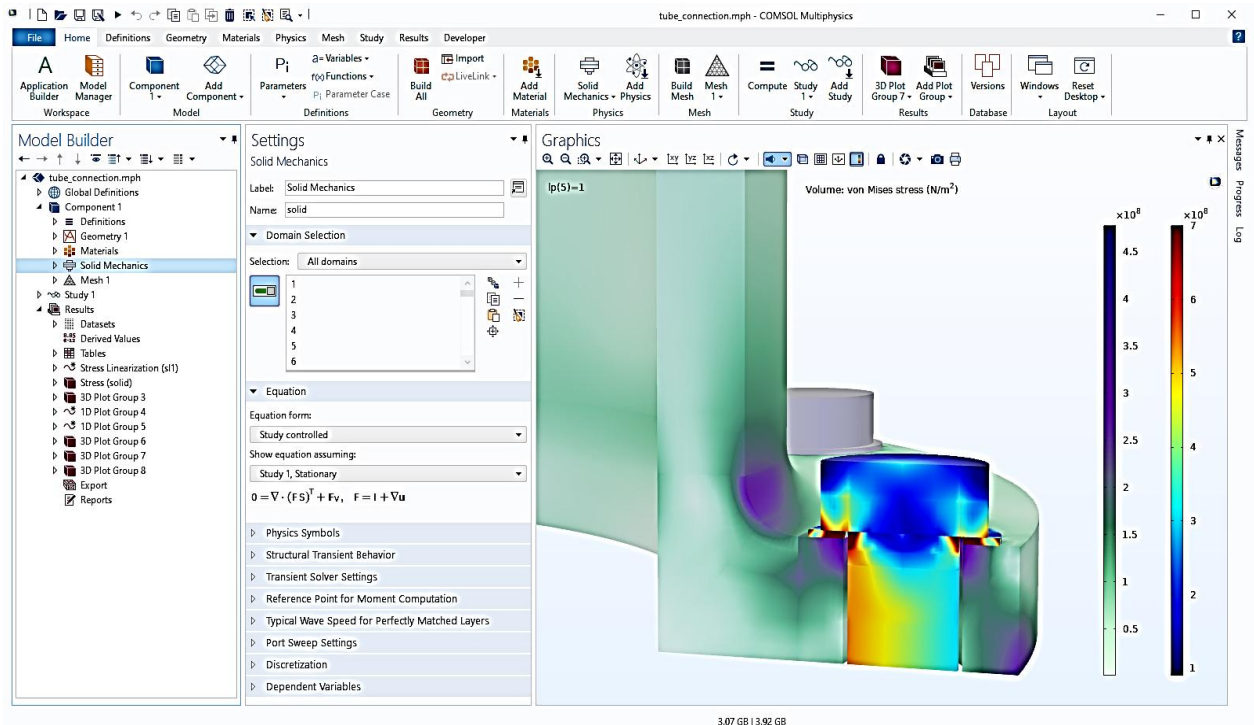 tube_connection.mph - COMSOL Multiphysics
File Home Definitions Geometry Materials Physics Mesh Study Results Developer
Application Builder
Model Manager
Workspace
Component 1
Add Component
Model
Pi
Parameters
a= Variables
f(x) Functions
Pi Parameter Case
Definitions
Build All
Import
LiveLink
Geometry
Add Material
Materials
Solid Mechanics
Add Physics
Physics
Build Mesh
Mesh 1
Mesh
Compute
Study 1
Add Study
Study
3D Plot Group 7
Add Plot Group
Results
Versions
Database
Windows
Reset Desktop
Layout
Model Builder
tube_connection.mph
Global Definitions
Component 1
Definitions
Geometry 1
Materials
Solid Mechanics
Mesh 1
Study 1
Results
Datasets
Derived Values
Tables
Stress Linearization (sl1)
Stress (solid)
3D Plot Group 3
1D Plot Group 4
1D Plot Group 5
3D Plot Group 6
3D Plot Group 7
3D Plot Group 8
Export
Reports
Settings
Solid Mechanics
Label: Solid Mechanics
Name: solid
Domain Selection
Selection: All domains
1
2
3
4
5
6
Equation
Equation form:
Study controlled
Show equation assuming:
Study 1, Stationary
0 = ∇ · (FS)ᵀ + Fv, F = I + ∇u
Physics Symbols
Structural Transient Behavior
Transient Solver Settings
Reference Point for Moment Computation
Typical Wave Speed for Perfectly Matched Layers
Port Sweep Settings
Discretization
Dependent Variables
Graphics
xy yz xz
lp(5)=1
Volume: von Mises stress (N/m²)
×10⁸
4.5
4
3.5
3
2.5
2
1.5
1
0.5
×10⁸
7
6
5
4
3
2
1
Messages
Progress
Log
3.07 GB | 3.92 GB